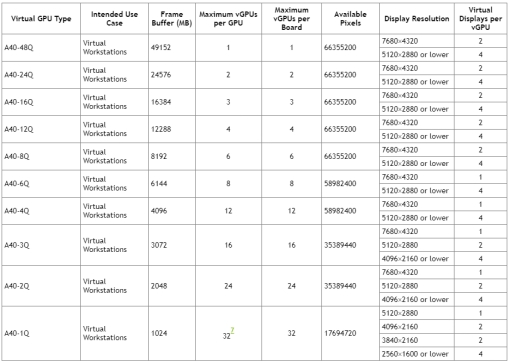 Virtual GPU Type Intended Use Case Frame Buffer (MB) Maximum vGPUs per GPU Maximum vGPUs per Board Available Pixels Display Resolution Virtual Displays per vGPU
A40-48Q Virtual Workstations 49152 1 1 66355200 7680×4320 2
5120×2880 or lower 4
A40-24Q Virtual Workstations 24576 2 2 66355200 7680×4320 2
5120×2880 or lower 4
A40-16Q Virtual Workstations 16384 3 3 66355200 7680×4320 2
5120×2880 or lower 4
A40-12Q Virtual Workstations 12288 4 4 66355200 7680×4320 2
5120×2880 or lower 4
A40-8Q Virtual Workstations 8192 6 6 66355200 7680×4320 2
5120×2880 or lower 4
A40-6Q Virtual Workstations 6144 8 8 58982400 7680×4320 1
5120×2880 or lower 4
A40-4Q Virtual Workstations 4096 12 12 58982400 7680×4320 1
5120×2880 or lower 4
A40-3Q Virtual Workstations 3072 16 16 35389440 7680×4320 1
5120×2880 2
4096×2160 or lower 4
A40-2Q Virtual Workstations 2048 24 24 35389440 7680×4320 1
5120×2880 2
4096×2160 or lower 4
A40-1Q Virtual Workstations 1024 32 32 17694720 5120×2880 1
4096×2160 2
3840×2160 2
2560×1600 or lower 4